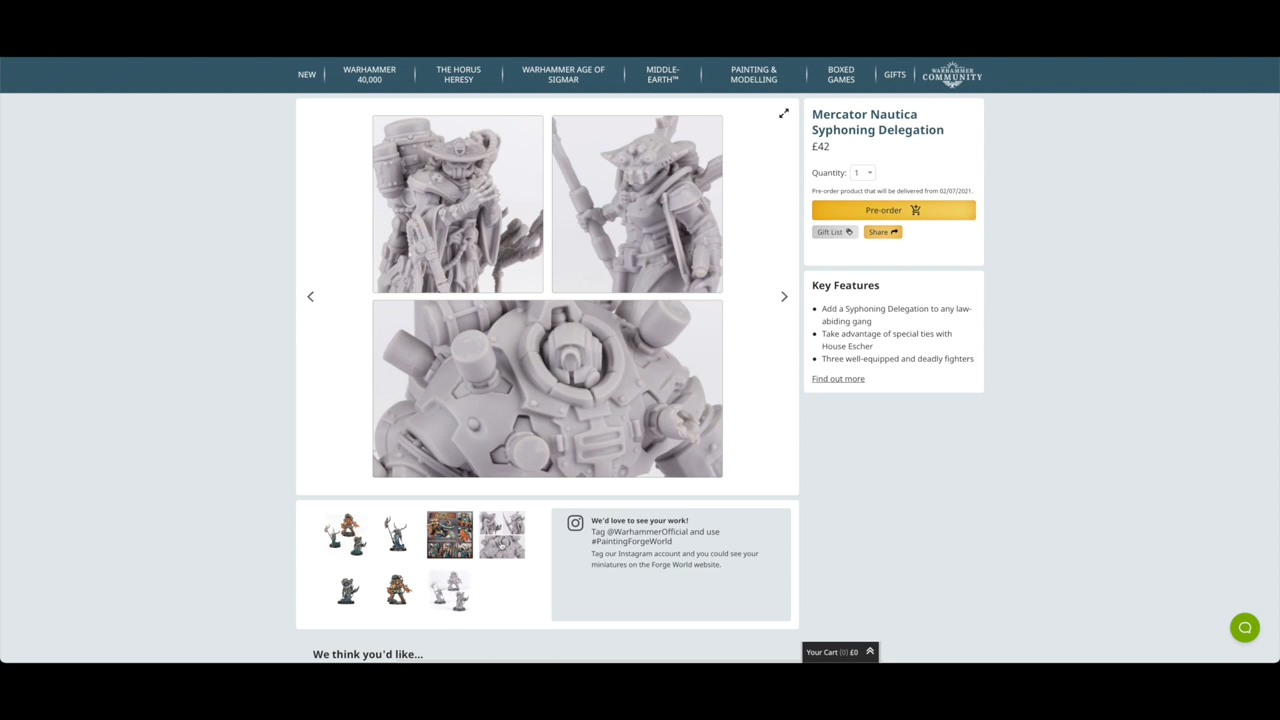 NEW
WARHAMMER
40,000
THE HORUS
HERESY
WARHAMMER AGE OF
SIGMAR
MIDDLE-
EARTH™
PAINTING &
MODELLING
BOXED
GAMES
GIFTS
WARHAMMER
COMMUNITY
Mercator Nautica
Syphoning Delegation
£42
Quantity: 1
Pre-order product that will be delivered from 02/07/2021.
Pre-order
Gift List
Share
Key Features
Add a Syphoning Delegation to any law-
abiding gang
Take advantage of special ties with
House Escher
Three well-equipped and deadly fighters
Find out more
We'd love to see your work!
Tag @WarhammerOfficial and use
#PaintingForgeWorld
Tag our Instagram account and you could see your
miniatures on the Forge World website.
We think you'd like...
Your Cart (0) £0